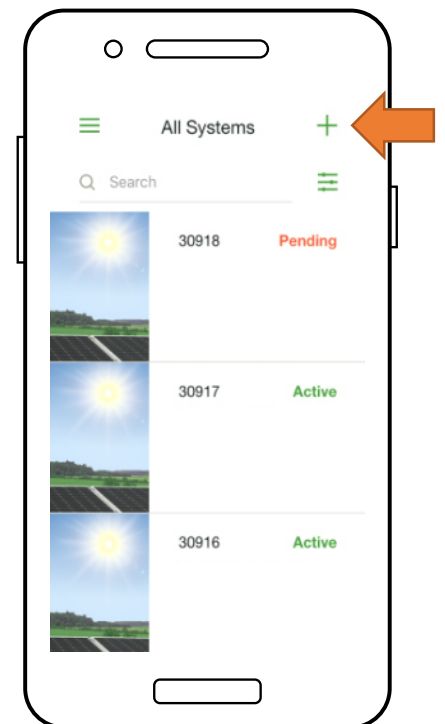 All Systems
Search
30918 Pending
30917 Active
30916 Active